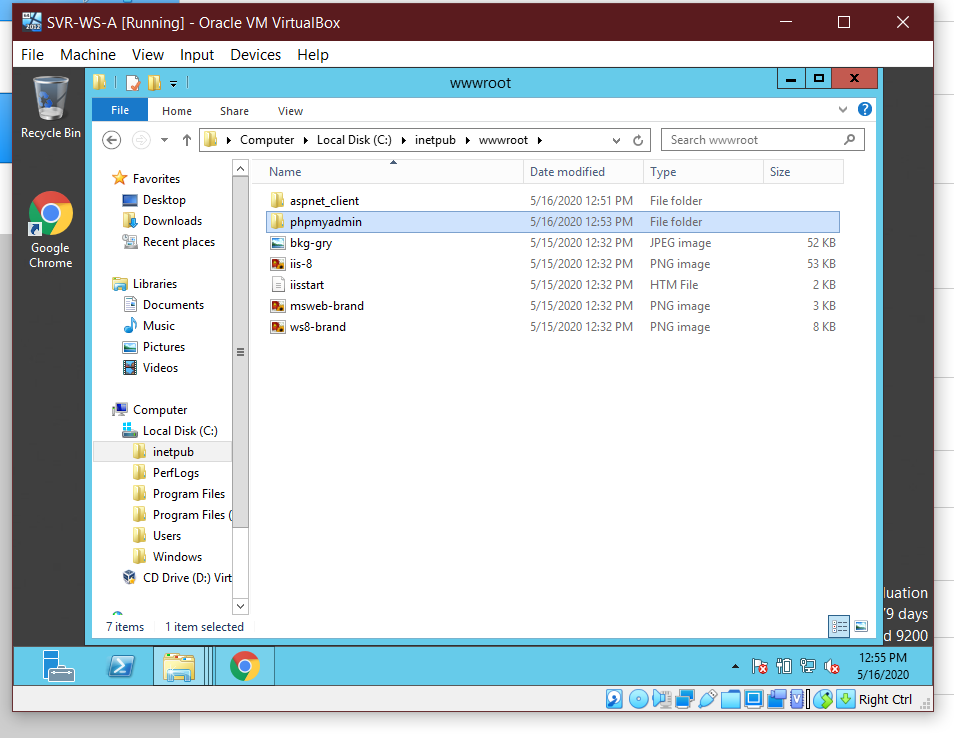 SVR-WS-A [Running] - Oracle VM VirtualBox
File Machine View Input Devices Help
wwwroot
File Home Share View
Computer Local Disk (C:) inetpub wwwroot
Search wwwroot
Recycle Bin
Google
Chrome
Favorites
Desktop
Downloads
Recent places
Libraries
Documents
Music
Pictures
Videos
Computer
Local Disk (C:)
inetpub
PerfLogs
Program Files
Program Files (
Users
Windows
CD Drive (D:) Virt
Name Date modified Type Size
aspnet_client 5/16/2020 12:51 PM File folder
phpmyadmin 5/16/2020 12:53 PM File folder
bkg-gry 5/15/2020 12:32 PM JPEG image 52 KB
iis-8 5/15/2020 12:32 PM PNG image 53 KB
iisstart 5/15/2020 12:32 PM HTM File 2 KB
msweb-brand 5/15/2020 12:32 PM PNG image 3 KB
ws8-brand 5/15/2020 12:32 PM PNG image 8 KB
7 items 1 item selected
luation
9 days
d 9200
12:55 PM
5/16/2020
Right Ctrl